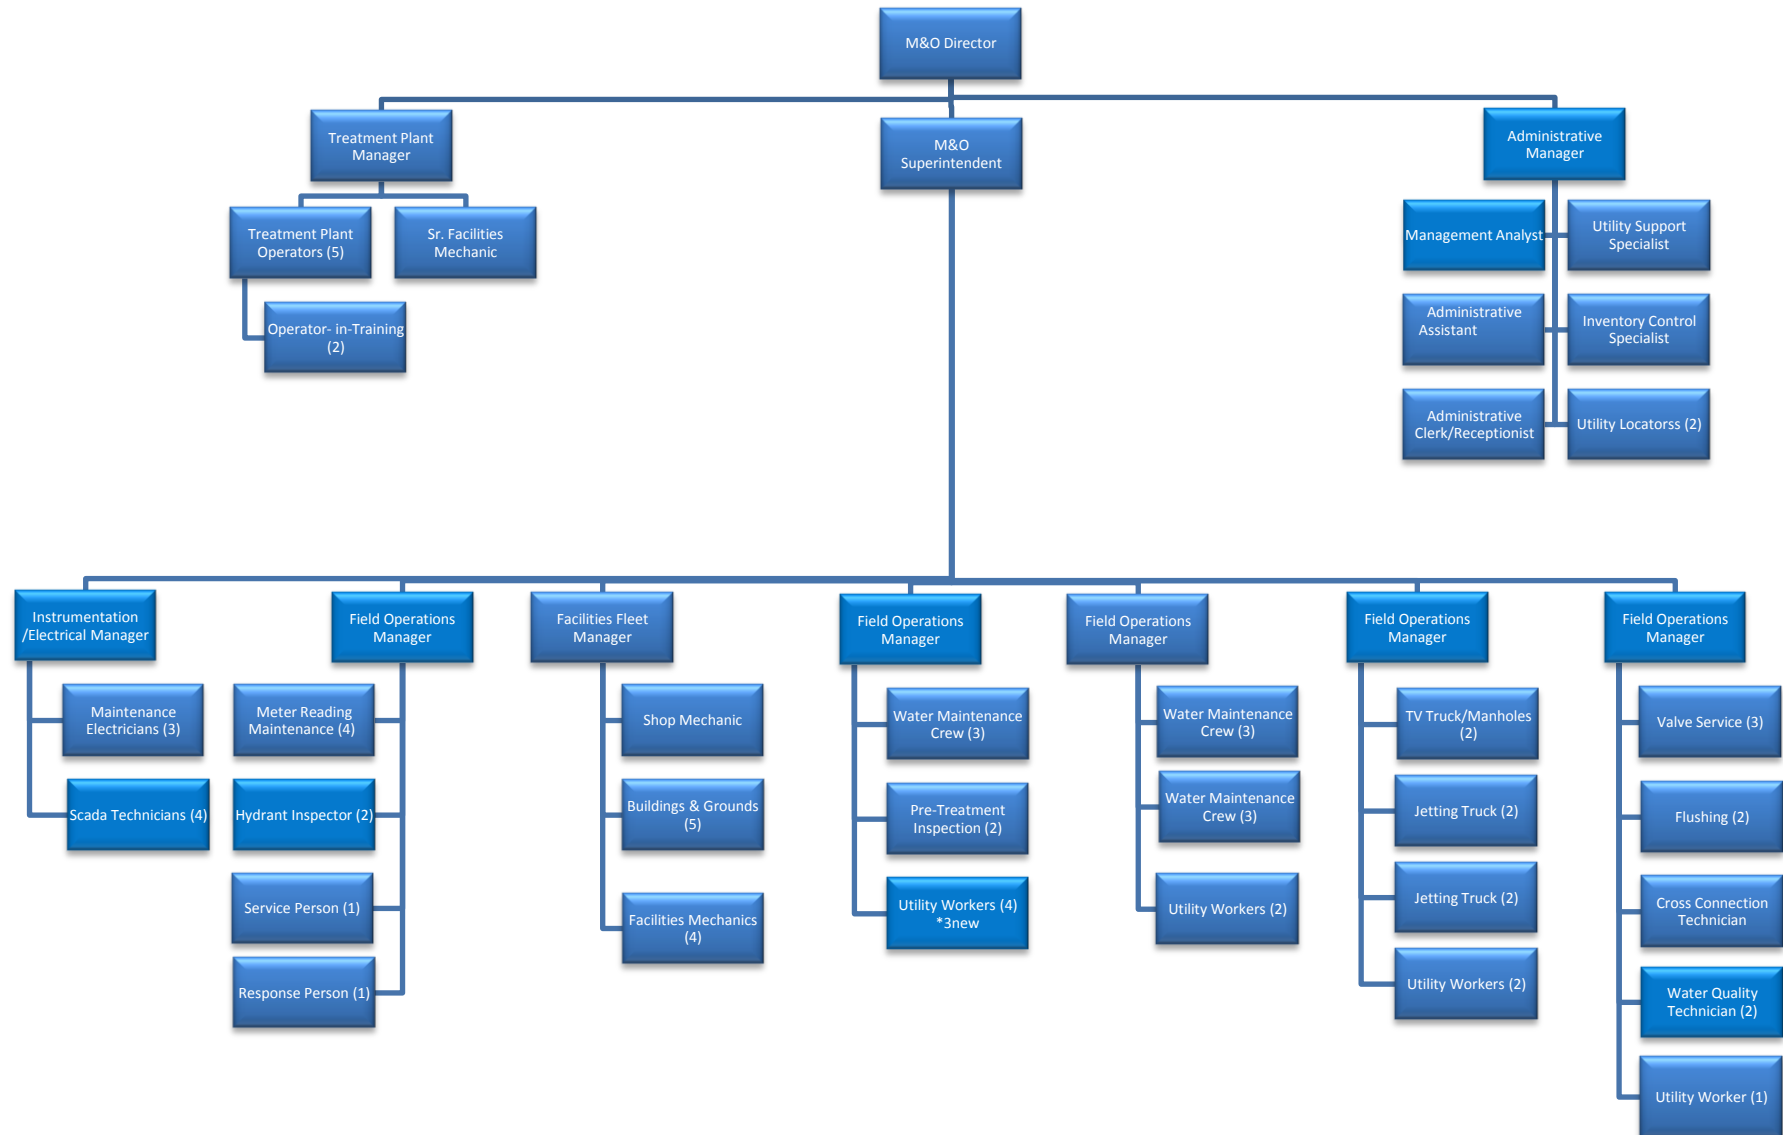 M&O Director
Treatment Plant
Manager
M&O
Superintendent
Administrative
Manager
Treatment Plant
Operators (5)
Sr. Facilities
Mechanic
Operator- in-Training
(2)
Management Analyst
Utility Support
Specialist
Administrative
Assistant
Inventory Control
Specialist
Administrative
Clerk/Receptionist
Utility Locatorss (2)
Instrumentation
/Electrical Manager
Maintenance
Electricians (3)
Scada Technicians (4)
Field Operations
Manager
Meter Reading
Maintenance (4)
Hydrant Inspector (2)
Service Person (1)
Response Person (1)
Facilities Fleet
Manager
Shop Mechanic
Buildings & Grounds
(5)
Facilities Mechanics
(4)
Field Operations
Manager
Water Maintenance
Crew (3)
Pre-Treatment
Inspection (2)
Utility Workers (4)
*3new
Field Operations
Manager
Water Maintenance
Crew (3)
Water Maintenance
Crew (3)
Utility Workers (2)
Field Operations
Manager
TV Truck/Manholes
(2)
Jetting Truck (2)
Jetting Truck (2)
Utility Workers (2)
Field Operations
Manager
Valve Service (3)
Flushing (2)
Cross Connection
Technician
Water Quality
Technician (2)
Utility Worker (1)